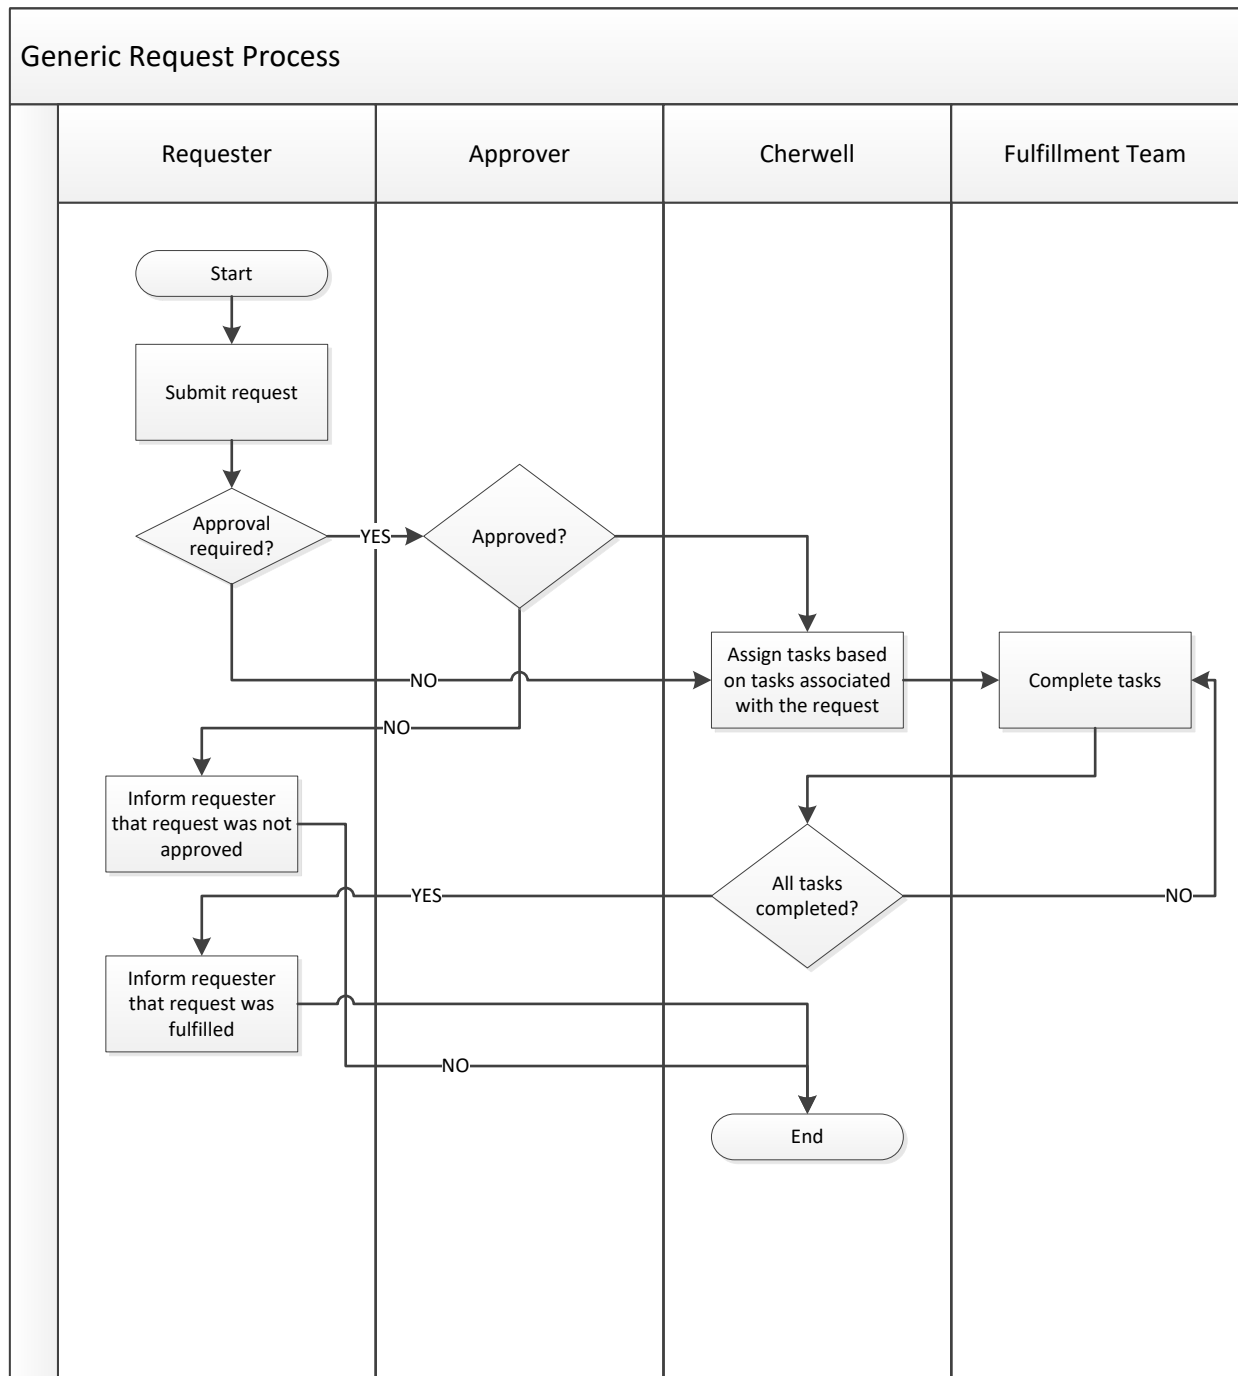 Generic Request Process
Requester
Approver
Cherwell
Fulfillment Team
Start
Submit request
Approval
required?
YES
Approved?
NO
Assign tasks based
on tasks associated
with the request
Complete tasks
NO
Inform requester
that request was not
approved
All tasks
completed?
YES
NO
Inform requester
that request was
fulfilled
NO
End